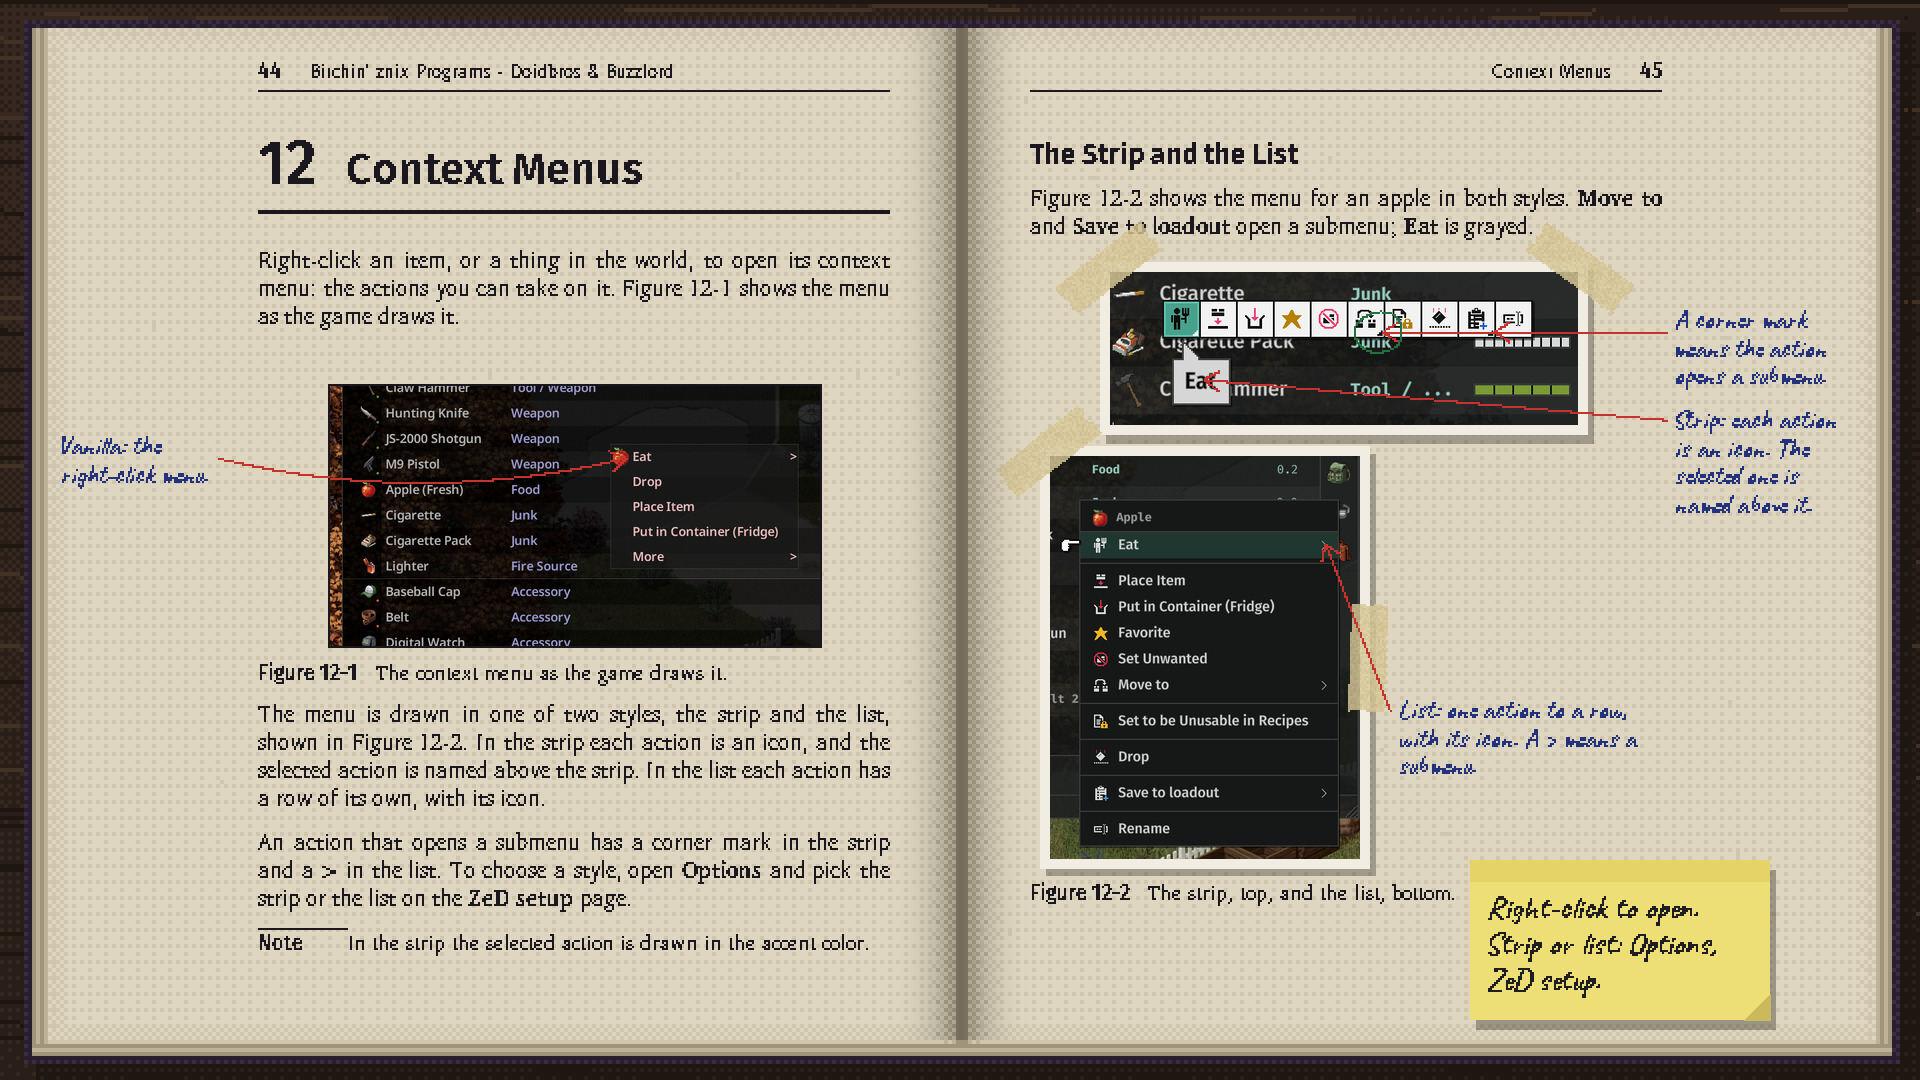 44 Bitchin' znix Programs - Doidbros & Buzzlord
12 Context Menus
Right-click an item, or a thing in the world, to open its context
menu: the actions you can take on it. Figure 12-1 shows the menu
as the game draws it.
Vanilla: the
right-click menu.
Claw Hammer Tool / Weapon
Hunting Knife Weapon
JS-2000 Shotgun Weapon
M9 Pistol Weapon
Apple (Fresh) Food
Cigarette Junk
Cigarette Pack Junk
Lighter Fire Source
Baseball Cap Accessory
Belt Accessory
Digital Watch Accessory
Eat >
Drop
Place Item
Put in Container (Fridge)
More >
Figure 12-1 The context menu as the game draws it.
The menu is drawn in one of two styles, the strip and the list,
shown in Figure 12-2. In the strip each action is an icon, and the
selected action is named above the strip. In the list each action has
a row of its own, with its icon.
An action that opens a submenu has a corner mark in the strip
and a > in the list. To choose a style, open Options and pick the
strip or the list on the ZeD setup page.
Note In the strip the selected action is drawn in the accent color.
Context Menus 45
The Strip and the List
Figure 12-2 shows the menu for an apple in both styles. Move to
and Save to loadout open a submenu; Eat is grayed.
Cigarette Junk
Cigarette Pack Junk
Eat
C mmer Tool / ...
A corner mark
means the action
opens a submenu.
Strip: each action
is an icon. The
selected one is
named above it.
Food 0.2
Apple
Eat
Place Item
Put in Container (Fridge)
un
Favorite
Set Unwanted
Move to >
lt 2
Set to be Unusable in Recipes
Drop
Save to loadout >
Rename
List: one action to a row,
with its icon. A > means a
submenu.
Figure 12-2 The strip, top, and the list, bottom.
Right-click to open.
Strip or list: Options,
ZeD setup.